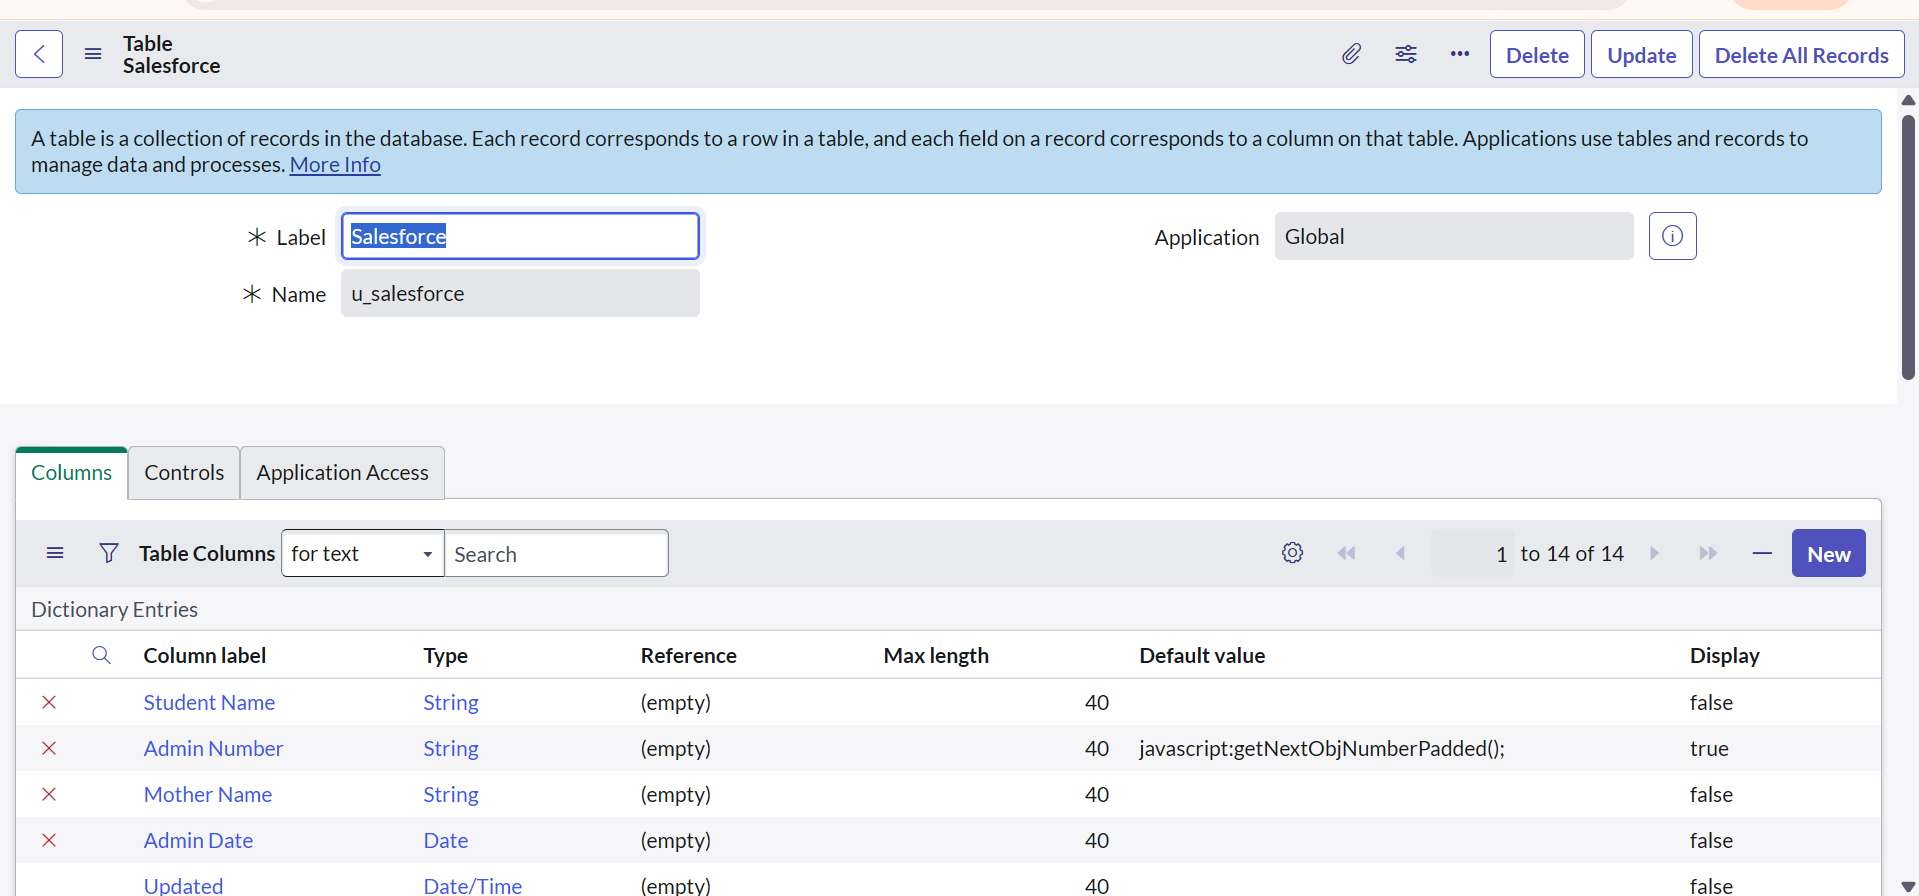 Table
Salesforce
Delete
Update
Delete All Records
A table is a collection of records in the database. Each record corresponds to a row in a table, and each field on a record corresponds to a column on that table. Applications use tables and records to
manage data and processes. More Info
Label Salesforce Application Global
Name u_salesforce
Columns Controls Application Access
Table Columns for text Search 1 to 14 of 14 New
Dictionary Entries
Column label Type Reference Max length Default value Display
Student Name String (empty) 40 false
Admin Number String (empty) 40 javascript:getNextObjNumberPadded(); true
Mother Name String (empty) 40 false
Admin Date Date (empty) 40 false
Updated Date/Time (empty) 40 false